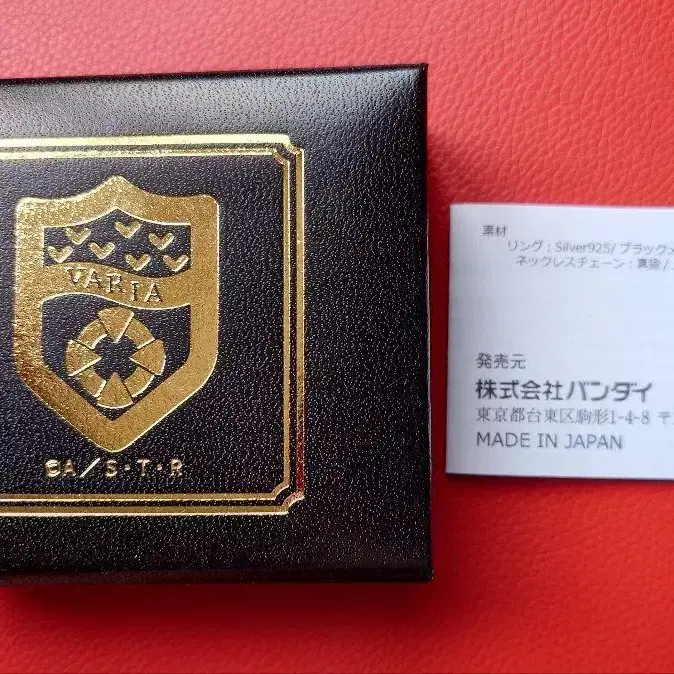 VARIA
©A/S・T・R
素材
リング：Silver925/ブラックメ
ネックレスチェーン：真鍮/
発売元
株式会社バンダイ
東京都台東区駒形1-4-8 〒
MADE IN JAPAN